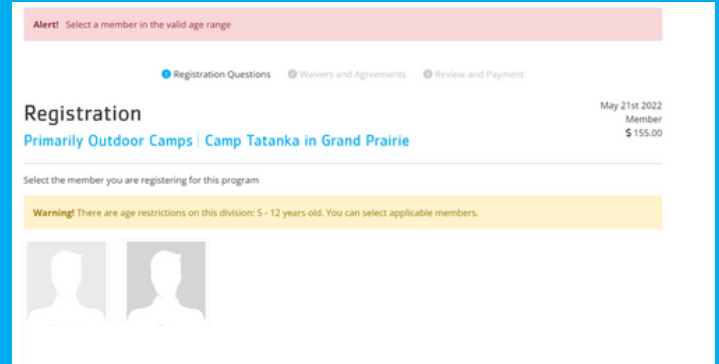 Alert! Select a member in the valid age range
1 Registration Questions 2 Waivers and Agreements 3 Review and Payment
Registration
Primarily Outdoor Camps | Camp Tatanka in Grand Prairie
May 21st 2022
Member
$ 155.00
Select the member you are registering for this program
Warning! There are age restrictions on this division: 5 - 12 years old. You can select applicable members.